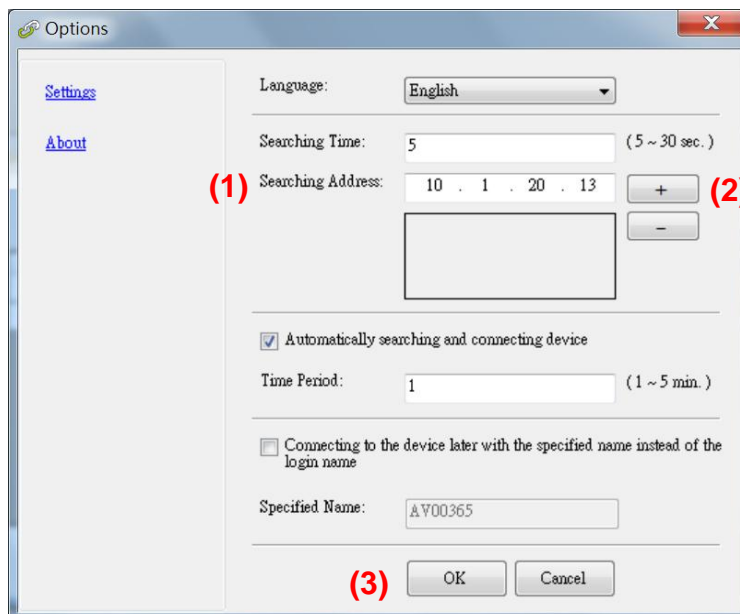 Options
Settings
About
Language:
English
Searching Time:
5
( 5 ~ 30 sec. )
(1)
Searching Address:
10 . 1 . 20 . 13
+
(2)
-
Automatically searching and connecting device
Time Period:
1
( 1 ~ 5 min. )
Connecting to the device later with the specified name instead of the
login name
Specified Name:
AV00365
(3)
OK
Cancel